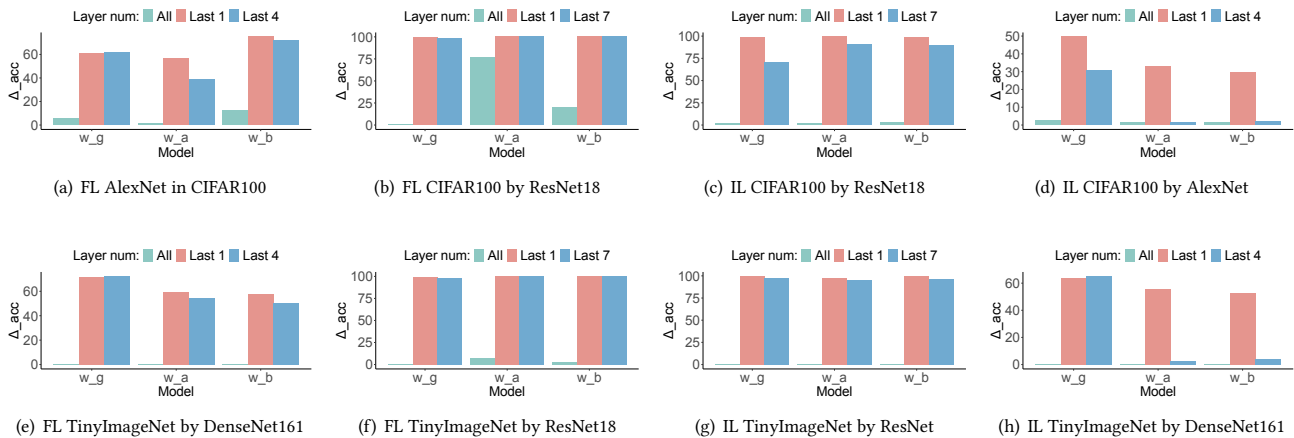 Layer num: All Last 1 Last 4
Δ_acc
60
40
20
0
w_g w_a w_b
Model
(a) FL AlexNet in CIFAR100
Layer num: All Last 1 Last 7
Δ_acc
100
75
50
25
0
w_g w_a w_b
Model
(b) FL CIFAR100 by ResNet18
Layer num: All Last 1 Last 7
Δ_acc
100
75
50
25
0
w_g w_a w_b
Model
(c) IL CIFAR100 by ResNet18
Layer num: All Last 1 Last 4
Δ_acc
50
40
30
20
10
0
w_g w_a w_b
Model
(d) IL CIFAR100 by AlexNet
Layer num: All Last 1 Last 4
Δ_acc
60
40
20
0
w_g w_a w_b
Model
(e) FL TinyImageNet by DenseNet161
Layer num: All Last 1 Last 7
Δ_acc
100
75
50
25
0
w_g w_a w_b
Model
(f) FL TinyImageNet by ResNet18
Layer num: All Last 1 Last 7
Δ_acc
100
75
50
25
0
w_g w_a w_b
Model
(g) IL TinyImageNet by ResNet
Layer num: All Last 1 Last 4
Δ_acc
60
40
20
0
w_g w_a w_b
Model
(h) IL TinyImageNet by DenseNet161